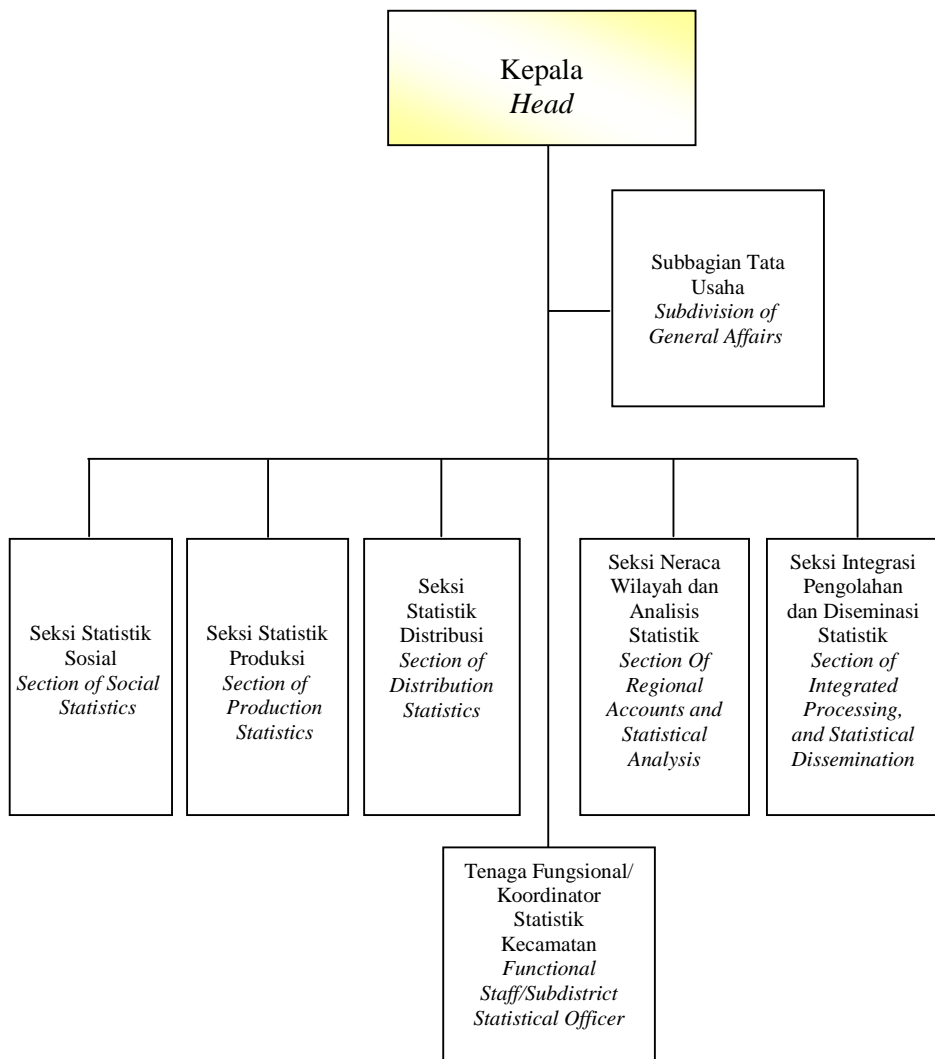 Kepala
Head
Subbagian Tata
Usaha
Subdivision of
General Affairs
Seksi Statistik
Sosial
Section of Social
Statistics
Seksi Statistik
Produksi
Section of
Production
Statistics
Seksi
Statistik
Distribusi
Section of
Distribution
Statistics
Seksi Neraca
Wilayah dan
Analisis
Statistik
Section Of
Regional
Accounts and
Statistical
Analysis
Seksi Integrasi
Pengolahan
dan Diseminasi
Statistik
Section of
Integrated
Processing,
and Statistical
Dissemination
Tenaga Fungsional/
Koordinator
Statistik
Kecamatan
Functional
Staff/Subdistrict
Statistical Officer